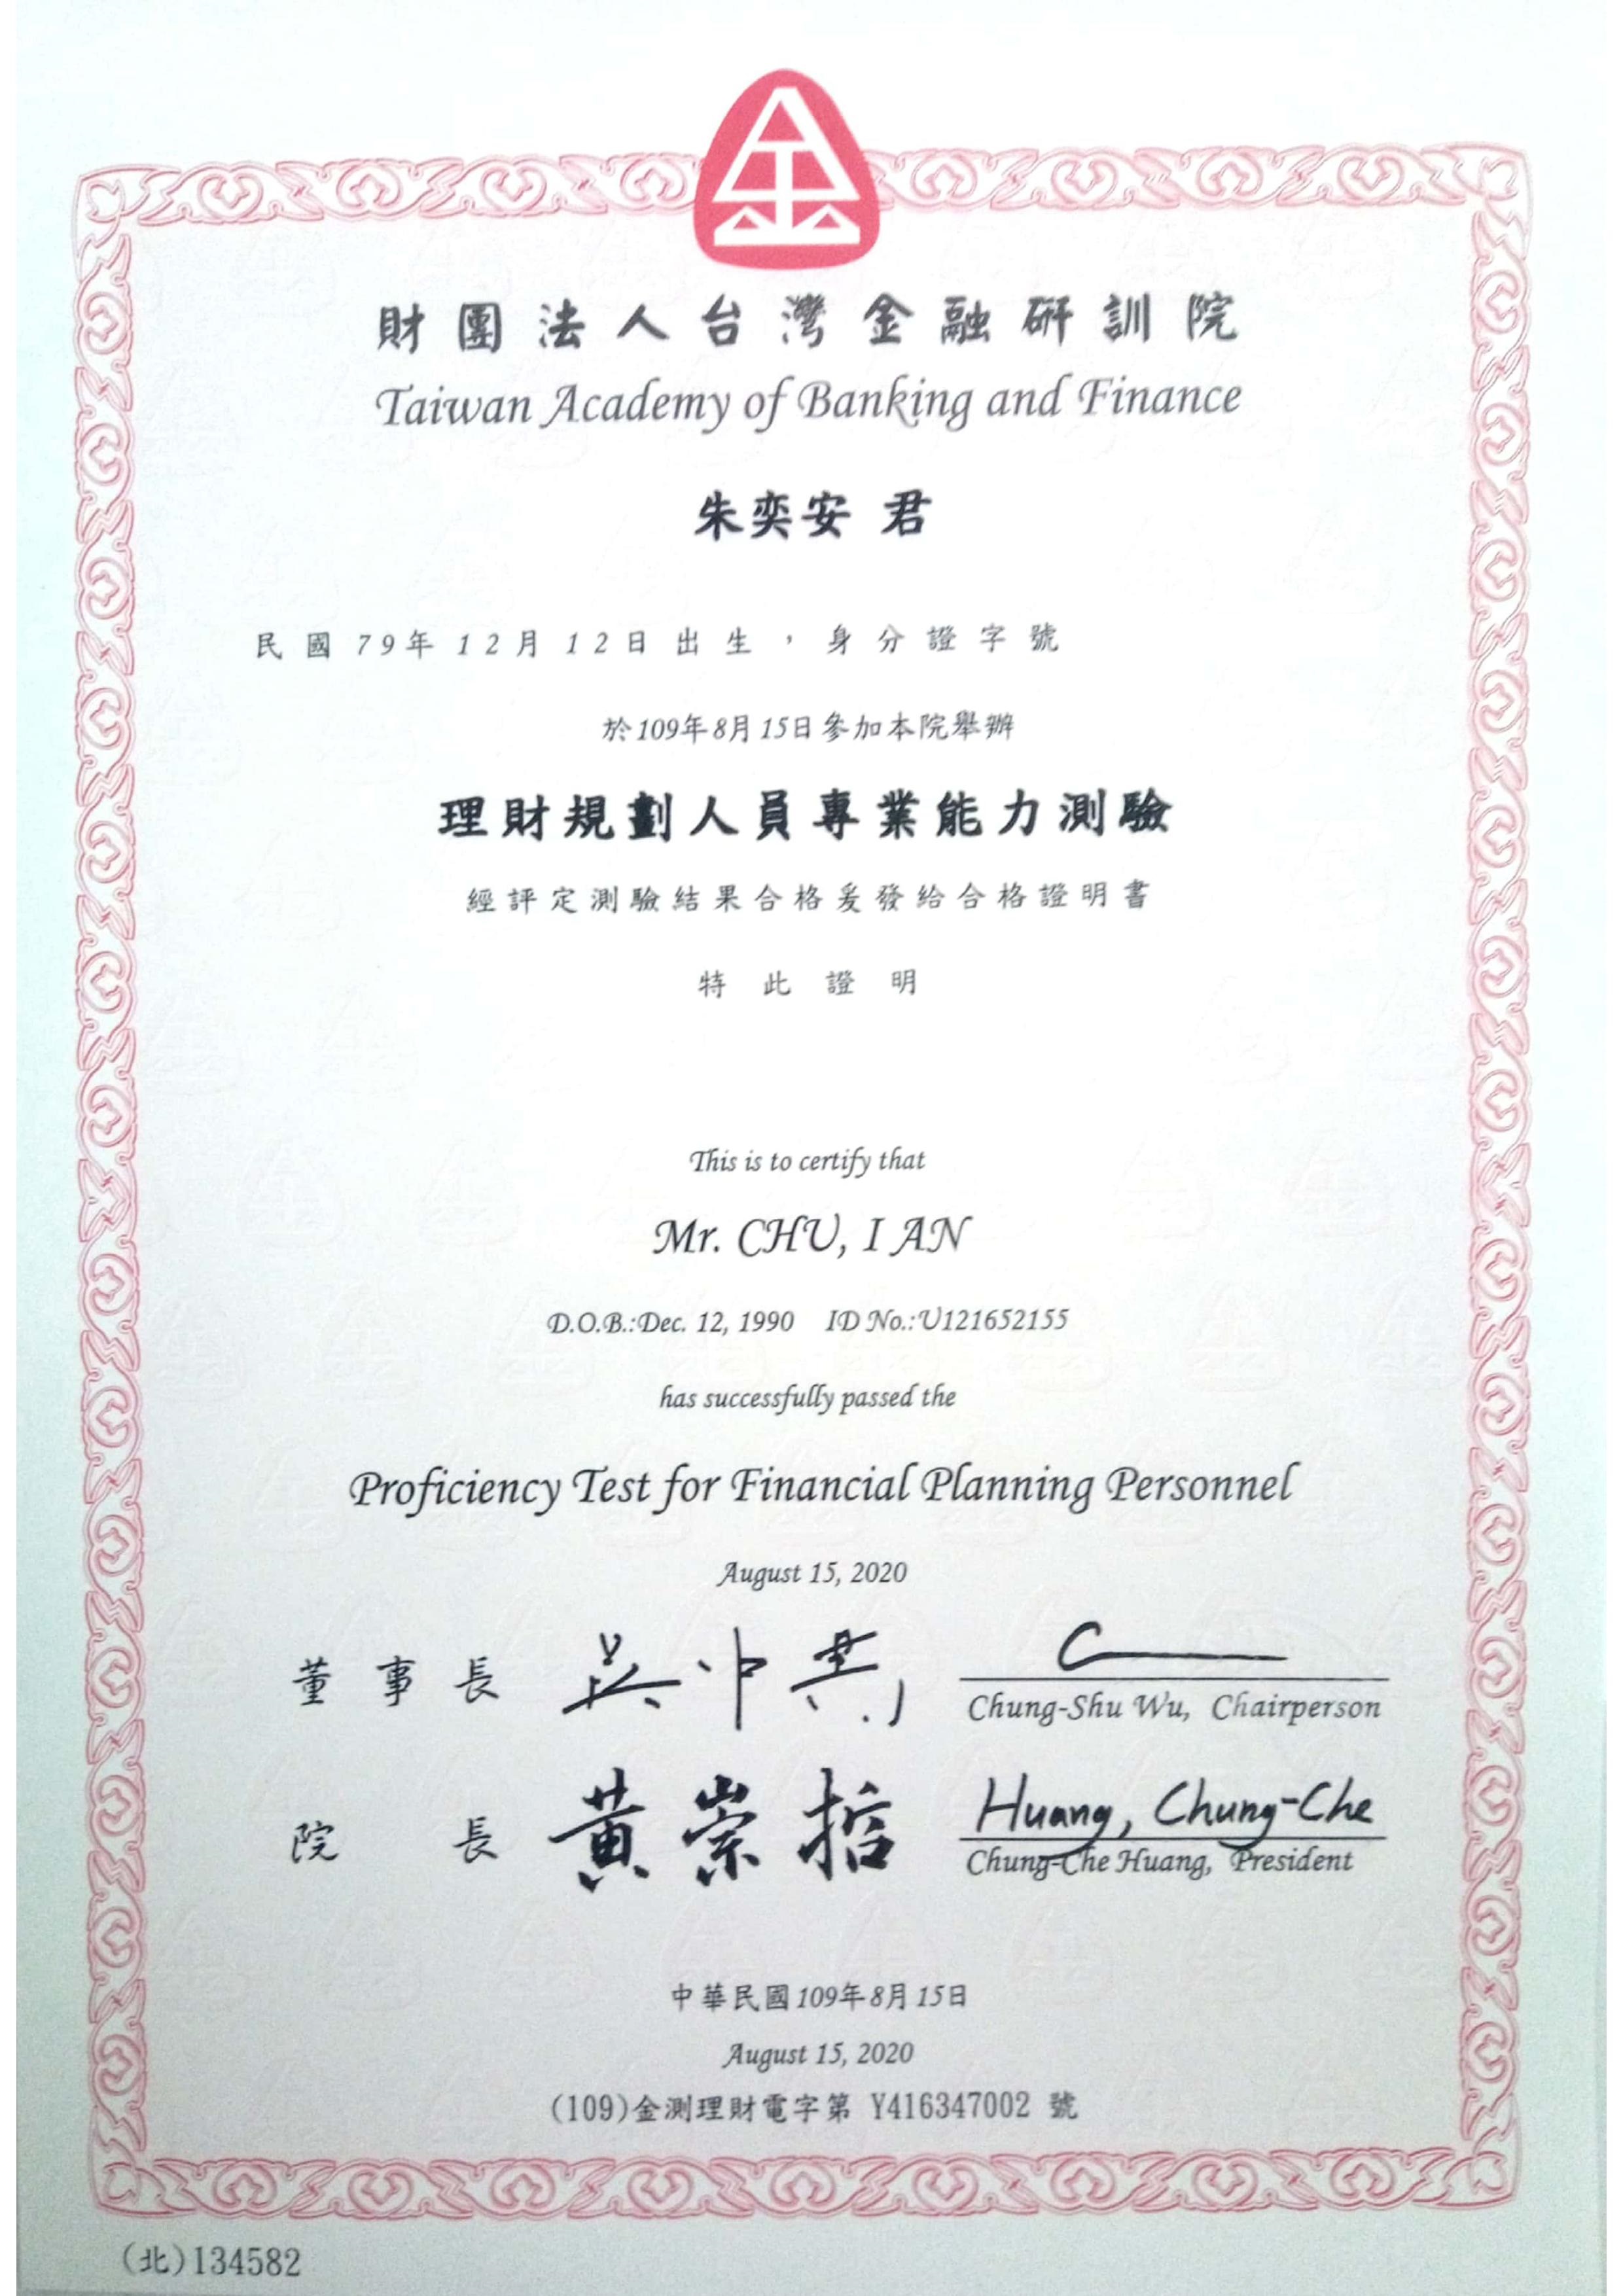 財團法人台灣金融研訓院
Taiwan Academy of Banking and Finance
朱奕安 君
民國79年12月12日出生，身分證字號
於109年8月15日參加本院舉辦
理財規劃人員專業能力測驗
經評定測驗結果合格爰發給合格證明書
特此證明
This is to certify that
Mr. CHU, I AN
D.O.B.:Dec. 12, 1990 ID No.:U121652155
has successfully passed the
Proficiency Test for Financial Planning Personnel
August 15, 2020
董事長 吳中書
Chung-Shu Wu, Chairperson
院長 黃崇哲 Huang, Chung-Che
Chung-Che Huang, President
中華民國109年8月15日
August 15, 2020
(109)金測理財電字第 Y416347002 號
(北)134582